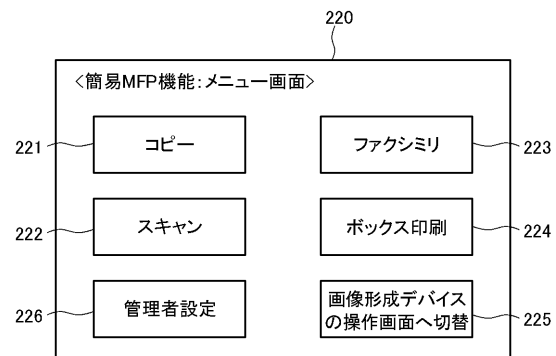 220
<簡易MFP機能:メニュー画面>
221
コピー
ファクシミリ
223
222
スキャン
ボックス印刷
224
226
管理者設定
画像形成デバイス
の操作画面へ切替
225